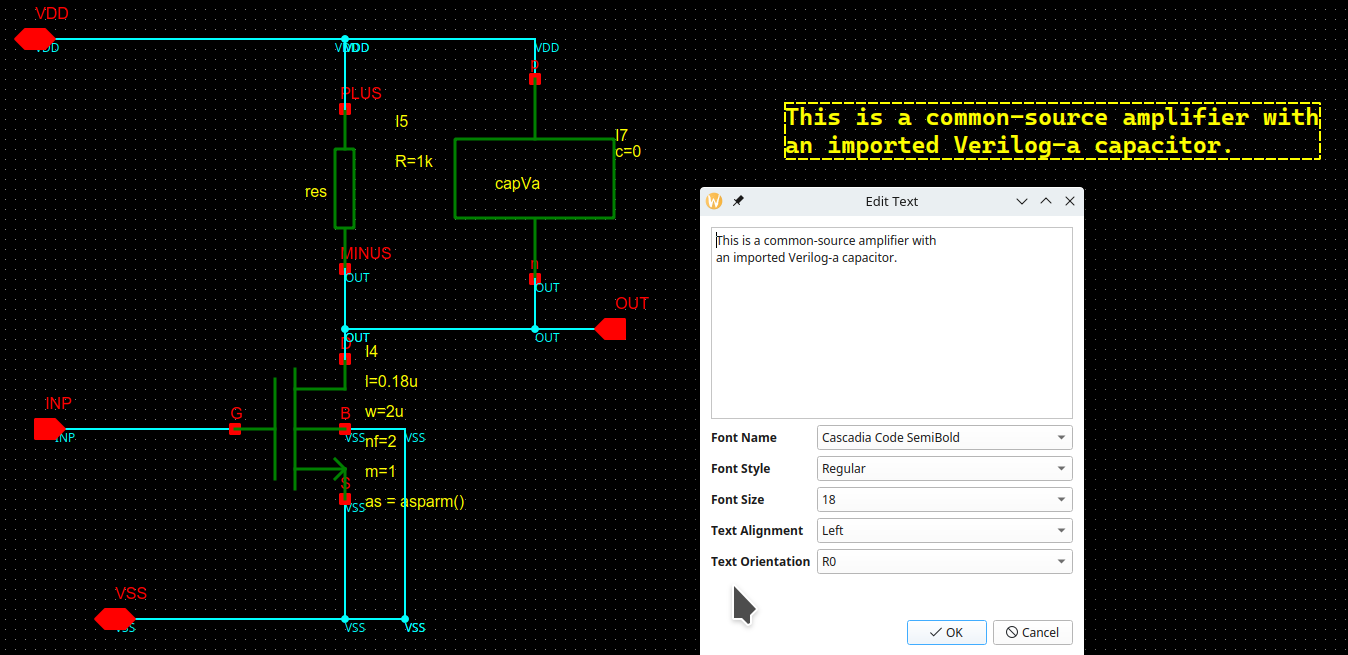 VDD
VDD
VDD
VDD
VDD
P
PLUS
I5
R=1k
res
I7
c=0
capVa
MINUS
OUT
n
OUT
OUT
OUT
OUT
D
I4
l=0.18u
w=2u
nf=2
m=1
as = asparm()
INP
INP
G
B
VSS
VSS
S
VSS
VSS
VSS
VSS
VSS
This is a common-source amplifier with
an imported Verilog-a capacitor.
W
Edit Text
This is a common-source amplifier with
an imported Verilog-a capacitor.
Font Name Cascadia Code SemiBold
Font Style Regular
Font Size 18
Text Alignment Left
Text Orientation R0
OK Cancel